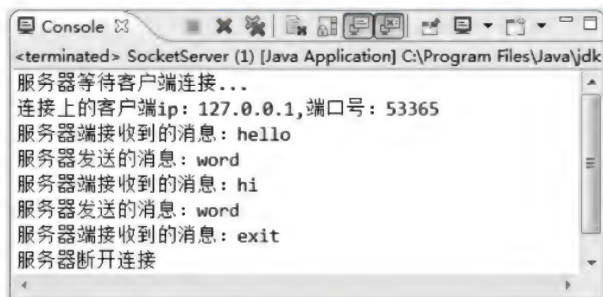 Console
<terminated> SocketServer (1) [Java Application] C:\Program Files\Java\jdk
服务器等待客户端连接...
连接上的客户端ip: 127.0.0.1,端口号: 53365
服务器端接收到的消息: hello
服务器发送的消息: word
服务器端接收到的消息: hi
服务器发送的消息: word
服务器端接收到的消息: exit
服务器断开连接